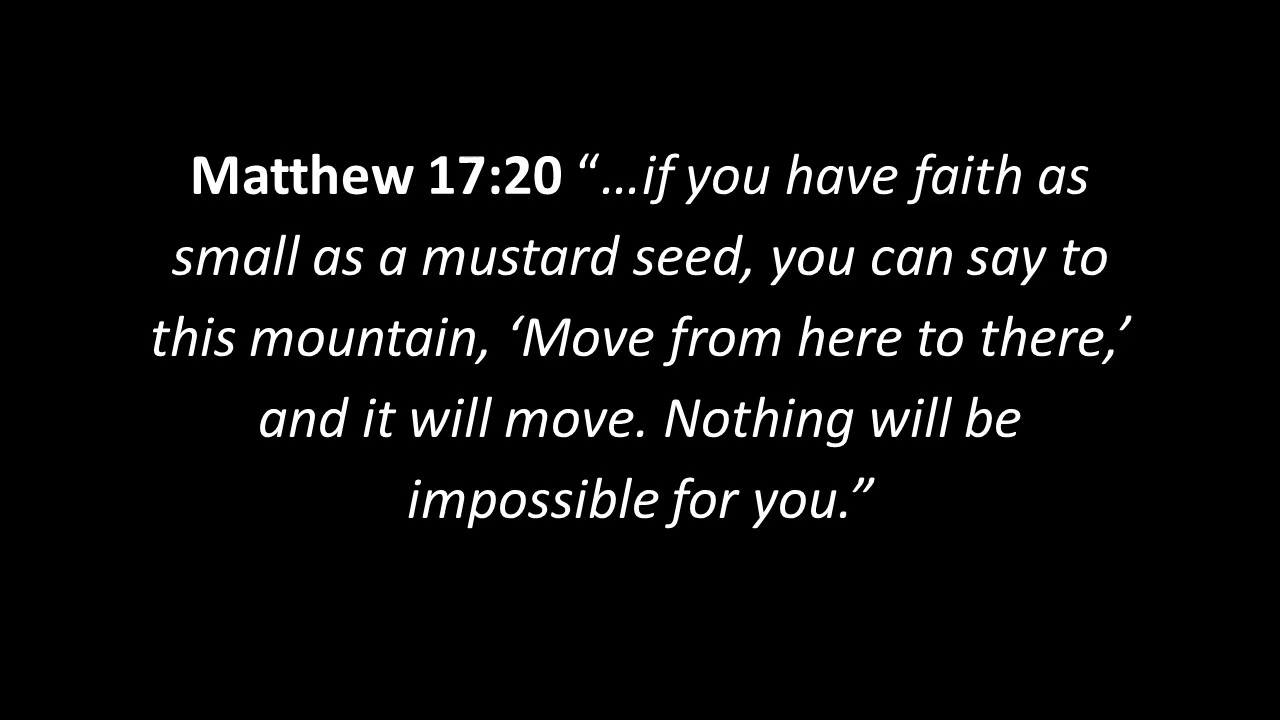 Matthew 17:20 “…if you have faith as
small as a mustard seed, you can say to
this mountain, ‘Move from here to there,’
and it will move. Nothing will be
impossible for you.”